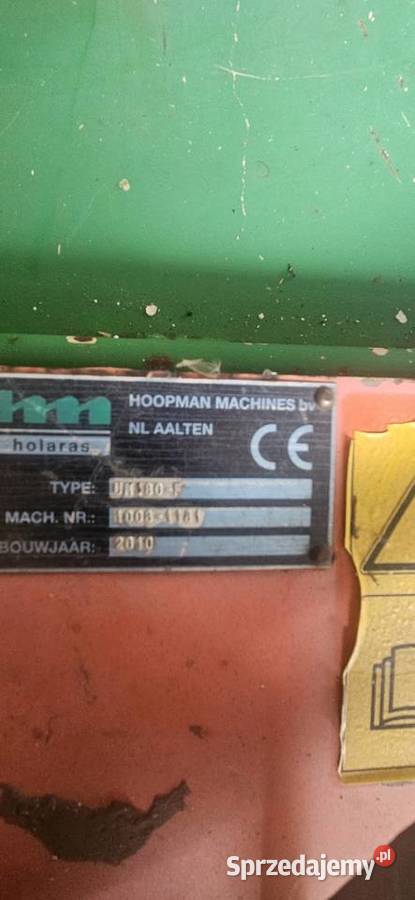 hm
HOOPMAN MACHINES bv
NL AALTEN
holaras
CE
TYPE:
MACH. NR.:
BOUWJAAR: 2010
Sprzedajemy.pl